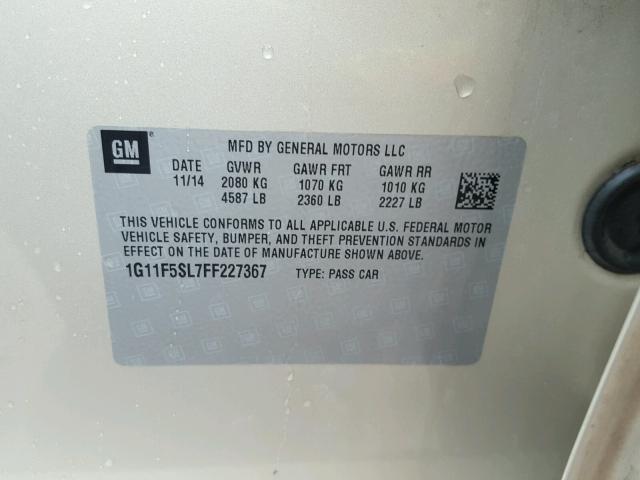 GM
MFD BY GENERAL MOTORS LLC
DATE GVWR GAWR FRT GAWR RR
11/14 2080 KG 1070 KG 1010 KG
4587 LB 2360 LB 2227 LB
THIS VEHICLE CONFORMS TO ALL APPLICABLE U.S. FEDERAL MOTOR
VEHICLE SAFETY, BUMPER, AND THEFT PREVENTION STANDARDS IN
EFFECT ON THE DATE OF MANUFACTURE SHOWN ABOVE.
1G11F5SL7FF227367 TYPE: PASS CAR